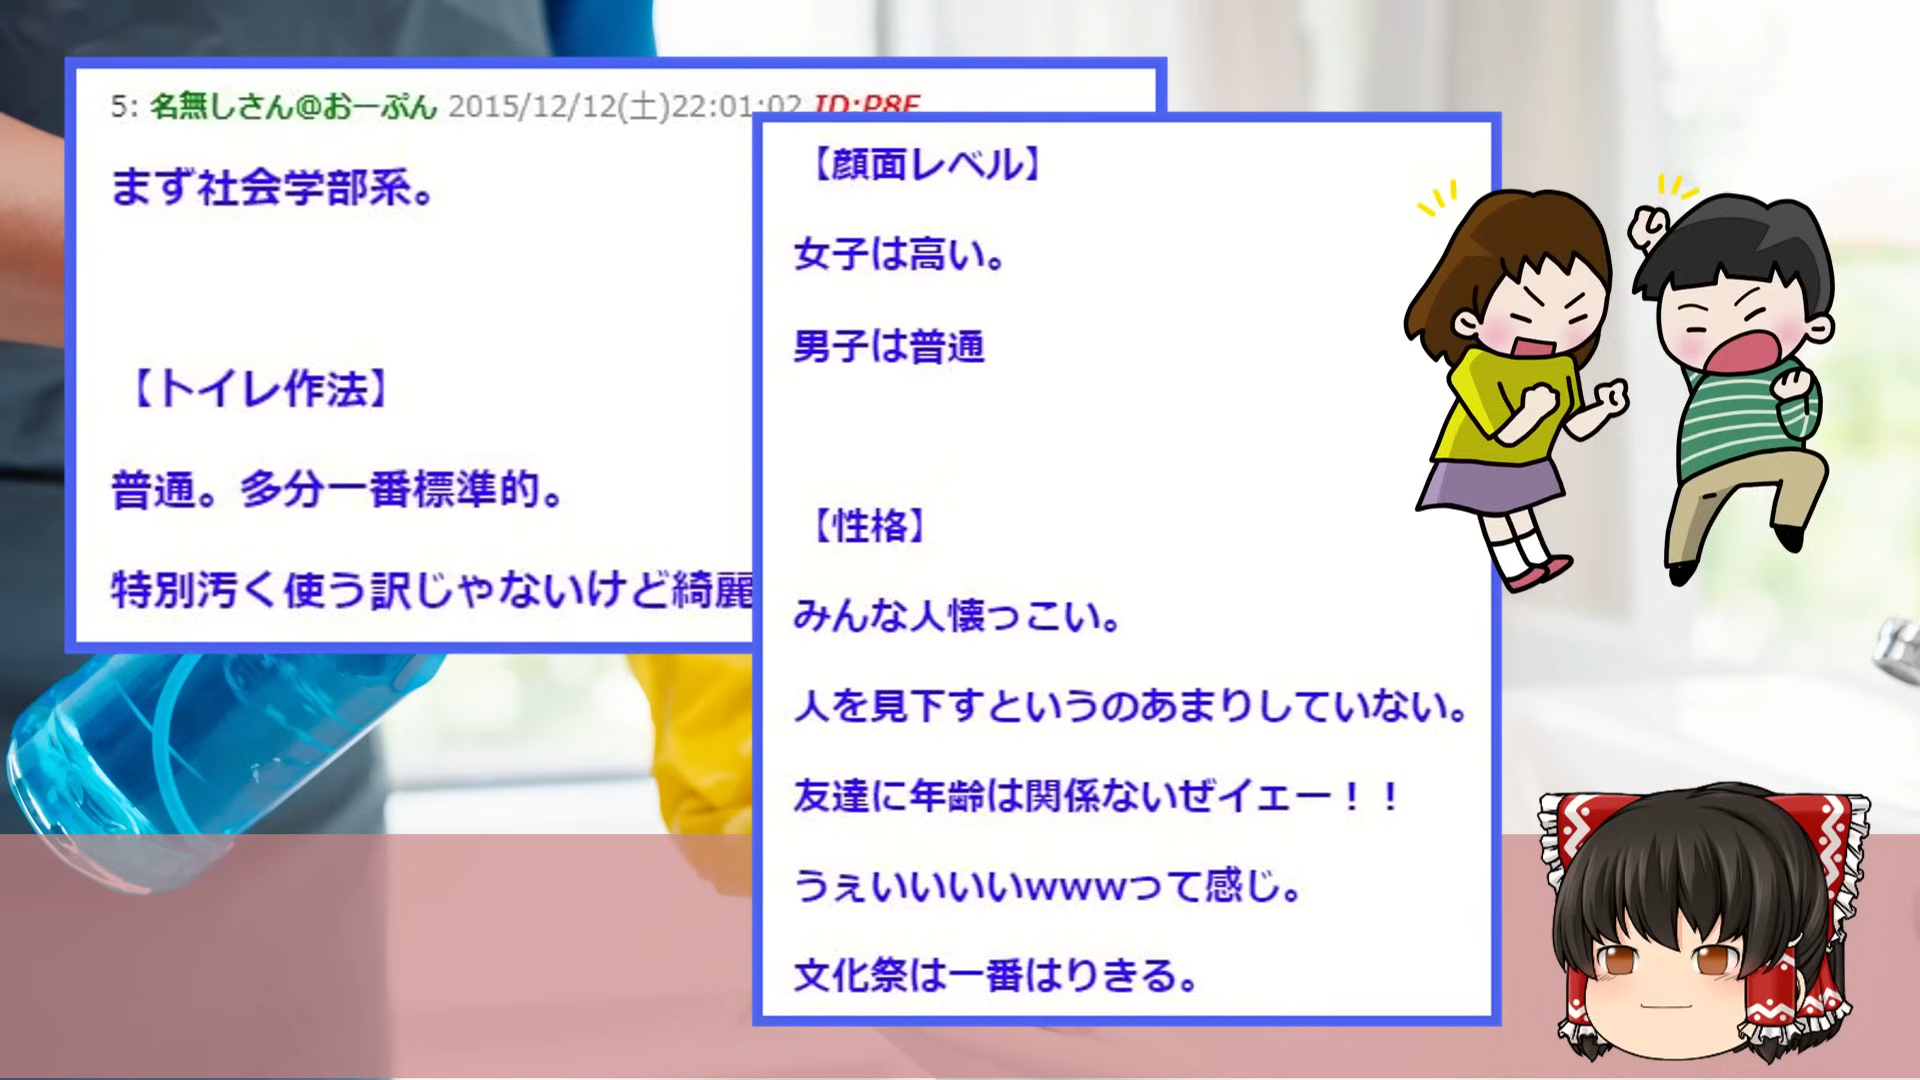 5: 名無しさん@おーぷん 2015/12/12(土)22:01:02 ID:P8F
まず社会学部系。
【トイレ作法】
普通。多分一番標準的。
特別汚く使う訳じゃないけど綺麗
【顔面レベル】
女子は高い。
男子は普通
【性格】
みんな人懐っこい。
人を見下すというのあまりしていない。
友達に年齢は関係ないぜイェー！！
うぇいいいいwwwって感じ。
文化祭は一番はりきる。